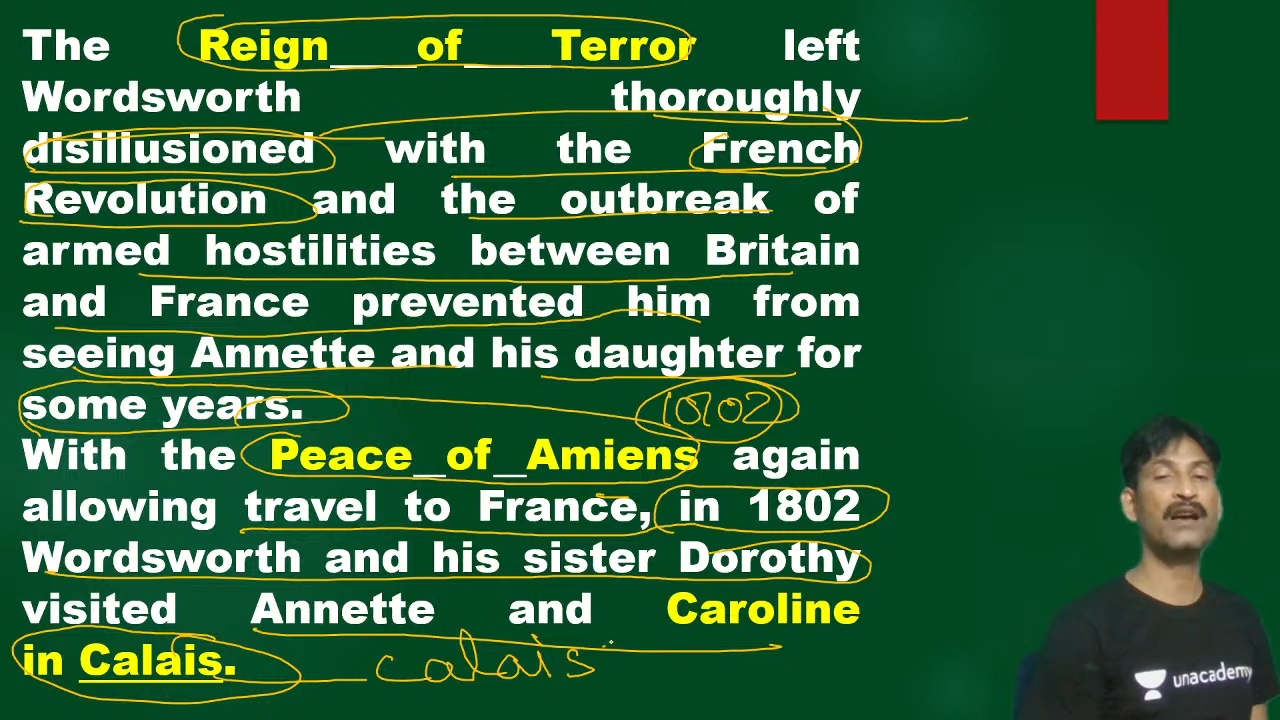 The Reign of Terror left
Wordsworth thoroughly
disillusioned with the French
Revolution and the outbreak of
armed hostilities between Britain
and France prevented him from
seeing Annette and his daughter for
some years.
1802
With the Peace of Amiens again
allowing travel to France, in 1802
Wordsworth and his sister Dorothy
visited Annette and Caroline
in Calais.
calais
unacademy